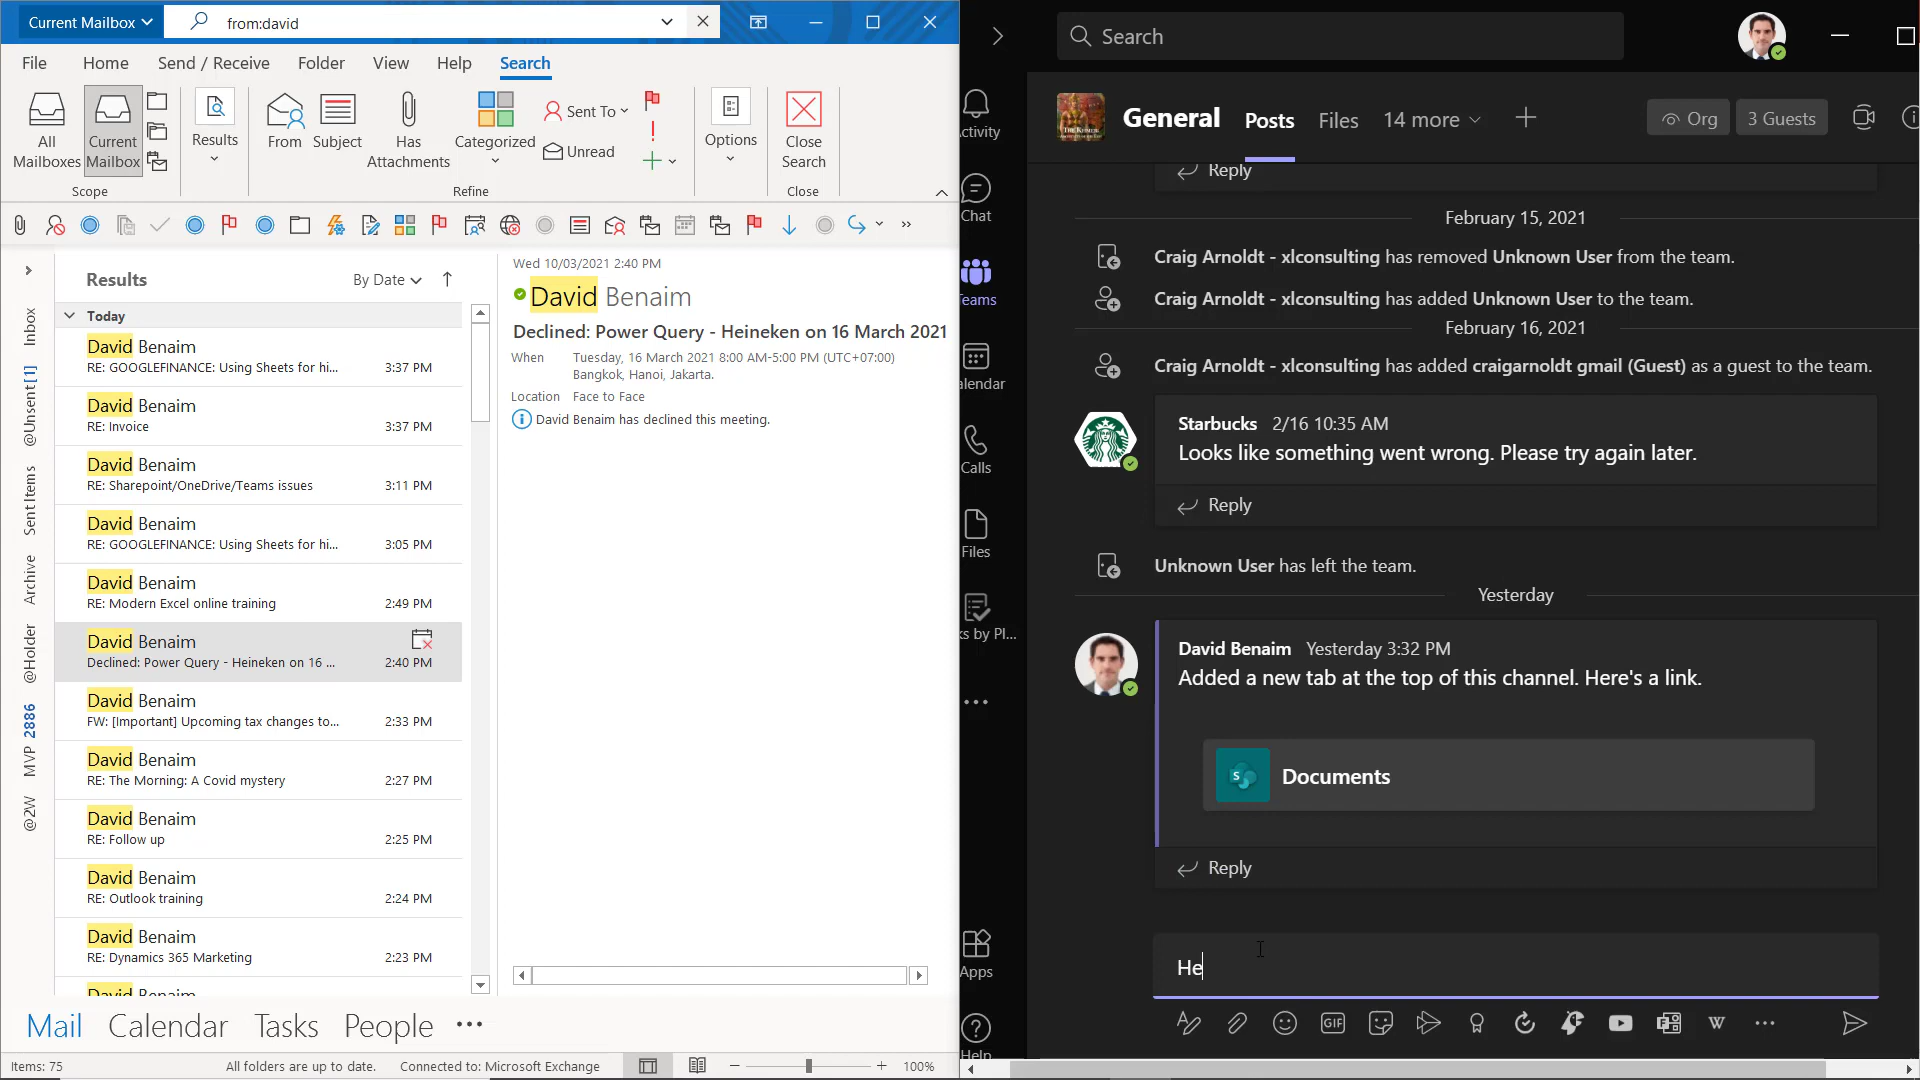 Current Mailbox
from:david
File Home Send / Receive Folder View Help Search
All Mailboxes
Current Mailbox
Results
From
Subject
Has Attachments
Categorized
Sent To
Unread
Options
Close Search
Scope
Refine
Close
Results
By Date
Inbox
@Unsent [1]
Sent Items
Archive
@Holder
MVP 2886
@2W
Today
David Benaim
RE: GOOGLEFINANCE: Using Sheets for hi... 3:37 PM
David Benaim
RE: Invoice 3:37 PM
David Benaim
RE: Sharepoint/OneDrive/Teams issues 3:11 PM
David Benaim
RE: GOOGLEFINANCE: Using Sheets for hi... 3:05 PM
David Benaim
RE: Modern Excel online training 2:49 PM
David Benaim
Declined: Power Query - Heineken on 16 ... 2:40 PM
David Benaim
FW: [Important] Upcoming tax changes to... 2:33 PM
David Benaim
RE: The Morning: A Covid mystery 2:27 PM
David Benaim
RE: Follow up 2:25 PM
David Benaim
RE: Outlook training 2:24 PM
David Benaim
RE: Dynamics 365 Marketing 2:23 PM
David Benaim
Wed 10/03/2021 2:40 PM
David Benaim
Declined: Power Query - Heineken on 16 March 2021
When Tuesday, 16 March 2021 8:00 AM-5:00 PM (UTC+07:00)
Bangkok, Hanoi, Jakarta.
Location Face to Face
David Benaim has declined this meeting.
Mail Calendar Tasks People ...
Items: 75 All folders are up to date. Connected to: Microsoft Exchange 100%
Search
ctivity
Chat
eams
alendar
Calls
Files
ks by Pl...
Apps
Help
THE KHMER
General Posts Files 14 more Org 3 Guests
Reply
February 15, 2021
Craig Arnoldt - xlconsulting has removed Unknown User from the team.
Craig Arnoldt - xlconsulting has added Unknown User to the team.
February 16, 2021
Craig Arnoldt - xlconsulting has added craigarnoldt gmail (Guest) as a guest to the team.
Starbucks 2/16 10:35 AM
Looks like something went wrong. Please try again later.
Reply
Unknown User has left the team.
Yesterday
David Benaim Yesterday 3:32 PM
Added a new tab at the top of this channel. Here's a link.
S
Documents
Reply
He
GIF
W